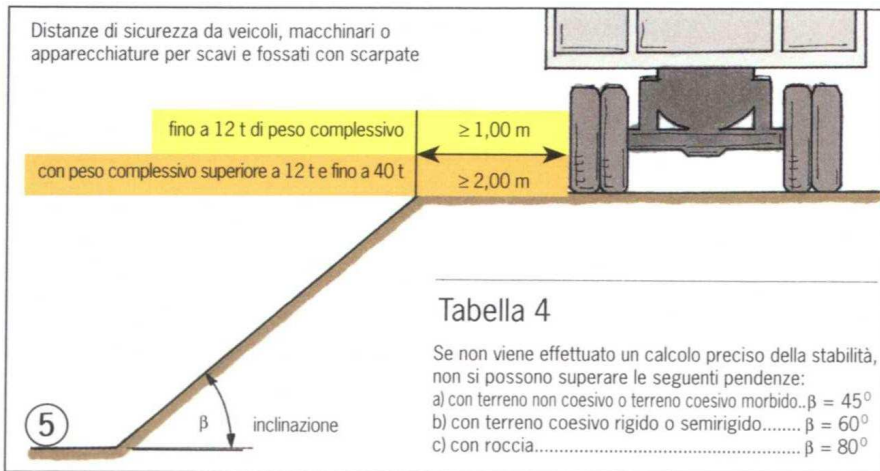 Distanze di sicurezza da veicoli, macchinari o
apparecchiature per scavi e fossati con scarpate
fino a 12 t di peso complessivo ≥ 1,00 m
con peso complessivo superiore a 12 t e fino a 40 t ≥ 2,00 m
Tabella 4
Se non viene effettuato un calcolo preciso della stabilità,
non si possono superare le seguenti pendenze:
a) con terreno non coesivo o terreno coesivo morbido..β = 45⁰
b) con terreno coesivo rigido o semirigido........ β = 60⁰
c) con roccia.................................................. β = 80⁰
5 β inclinazione